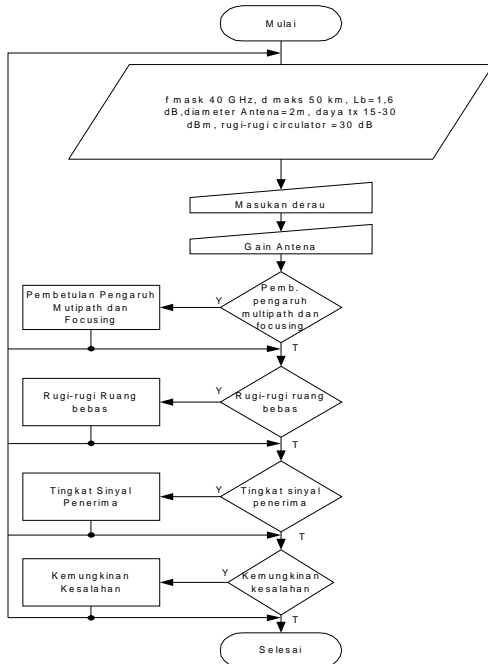 Mulai
f mask 40 GHz, d maks 50 km, Lb=1,6
dB,diameter Antena=2m, daya tx 15-30
dBm, rugi-rugi circulator =30 dB
Masukan derau
Gain Antena
Pemb.
pengaruh
multipath dan
focusing
Y
Pembetulan Pengaruh
Mutipath dan
Focusing
T
Rugi-rugi ruang
bebas
Y
Rugi-rugi Ruang
bebas
T
Tingkat sinyal
penerima
Y
Tingkat Sinyal
Penerima
T
Kemungkinan
kesalahan
Y
Kemungkinan
Kesalahan
T
Selesai